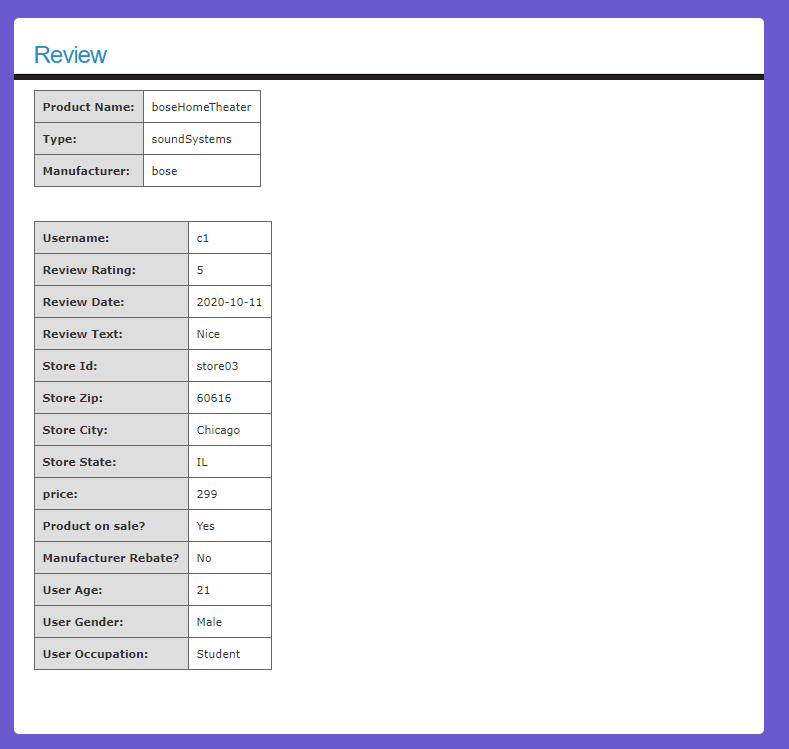 Review
Product Name: boseHomeTheater
Type: soundSystems
Manufacturer: bose
Username: c1
Review Rating: 5
Review Date: 2020-10-11
Review Text: Nice
Store Id: store03
Store Zip: 60616
Store City: Chicago
Store State: IL
price: 299
Product on sale? Yes
Manufacturer Rebate? No
User Age: 21
User Gender: Male
User Occupation: Student